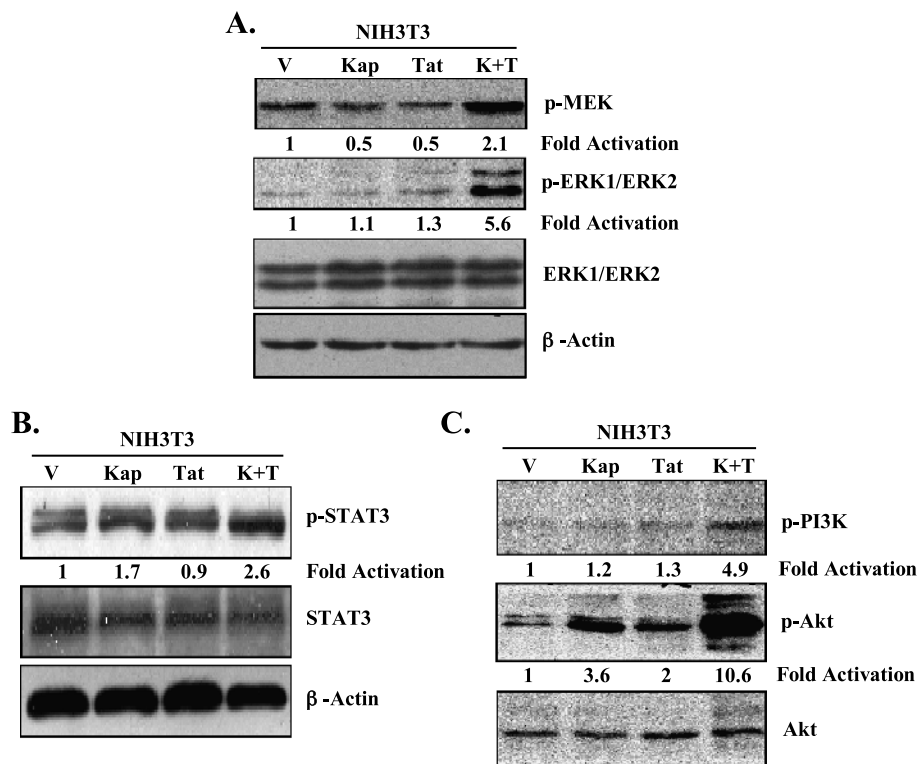 A.
NIH3T3
V Kap Tat K+T
p-MEK
1 0.5 0.5 2.1 Fold Activation
p-ERK1/ERK2
1 1.1 1.3 5.6 Fold Activation
ERK1/ERK2
β -Actin
B.
NIH3T3
V Kap Tat K+T
p-STAT3
1 1.7 0.9 2.6 Fold Activation
STAT3
β -Actin
C.
NIH3T3
V Kap Tat K+T
p-PI3K
1 1.2 1.3 4.9 Fold Activation
p-Akt
1 3.6 2 10.6 Fold Activation
Akt